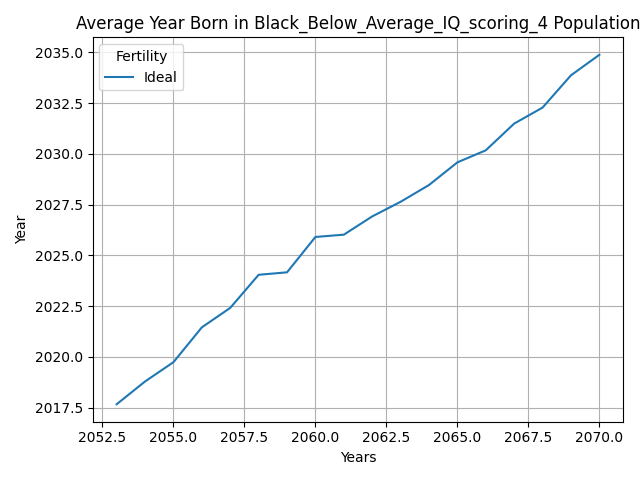 Average Year Born in Black_Below_Average_IQ_scoring_4 Population
Fertility
Ideal
2035.0
2032.5
2030.0
2027.5
2025.0
2022.5
2020.0
2017.5
Year
2052.5 2055.0 2057.5 2060.0 2062.5 2065.0 2067.5 2070.0
Years